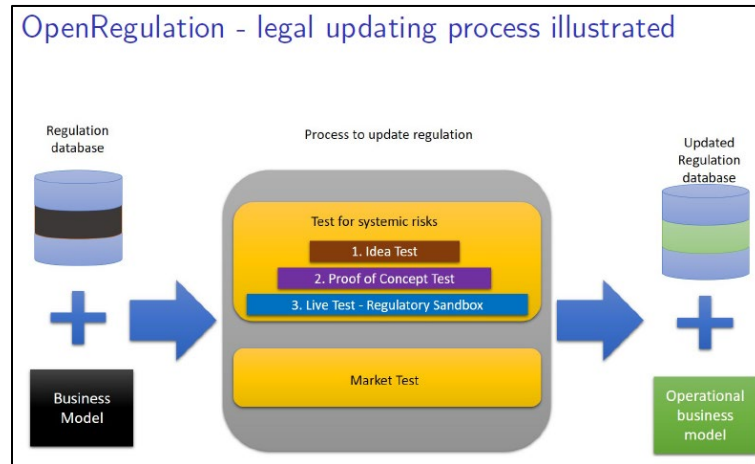 OpenRegulation - legal updating process illustrated
Regulation
database
Process to update regulation
Updated
Regulation
database
Test for systemic risks
1. Idea Test
2. Proof of Concept Test
3. Live Test - Regulatory Sandbox
Market Test
Business
Model
Operational
business
model